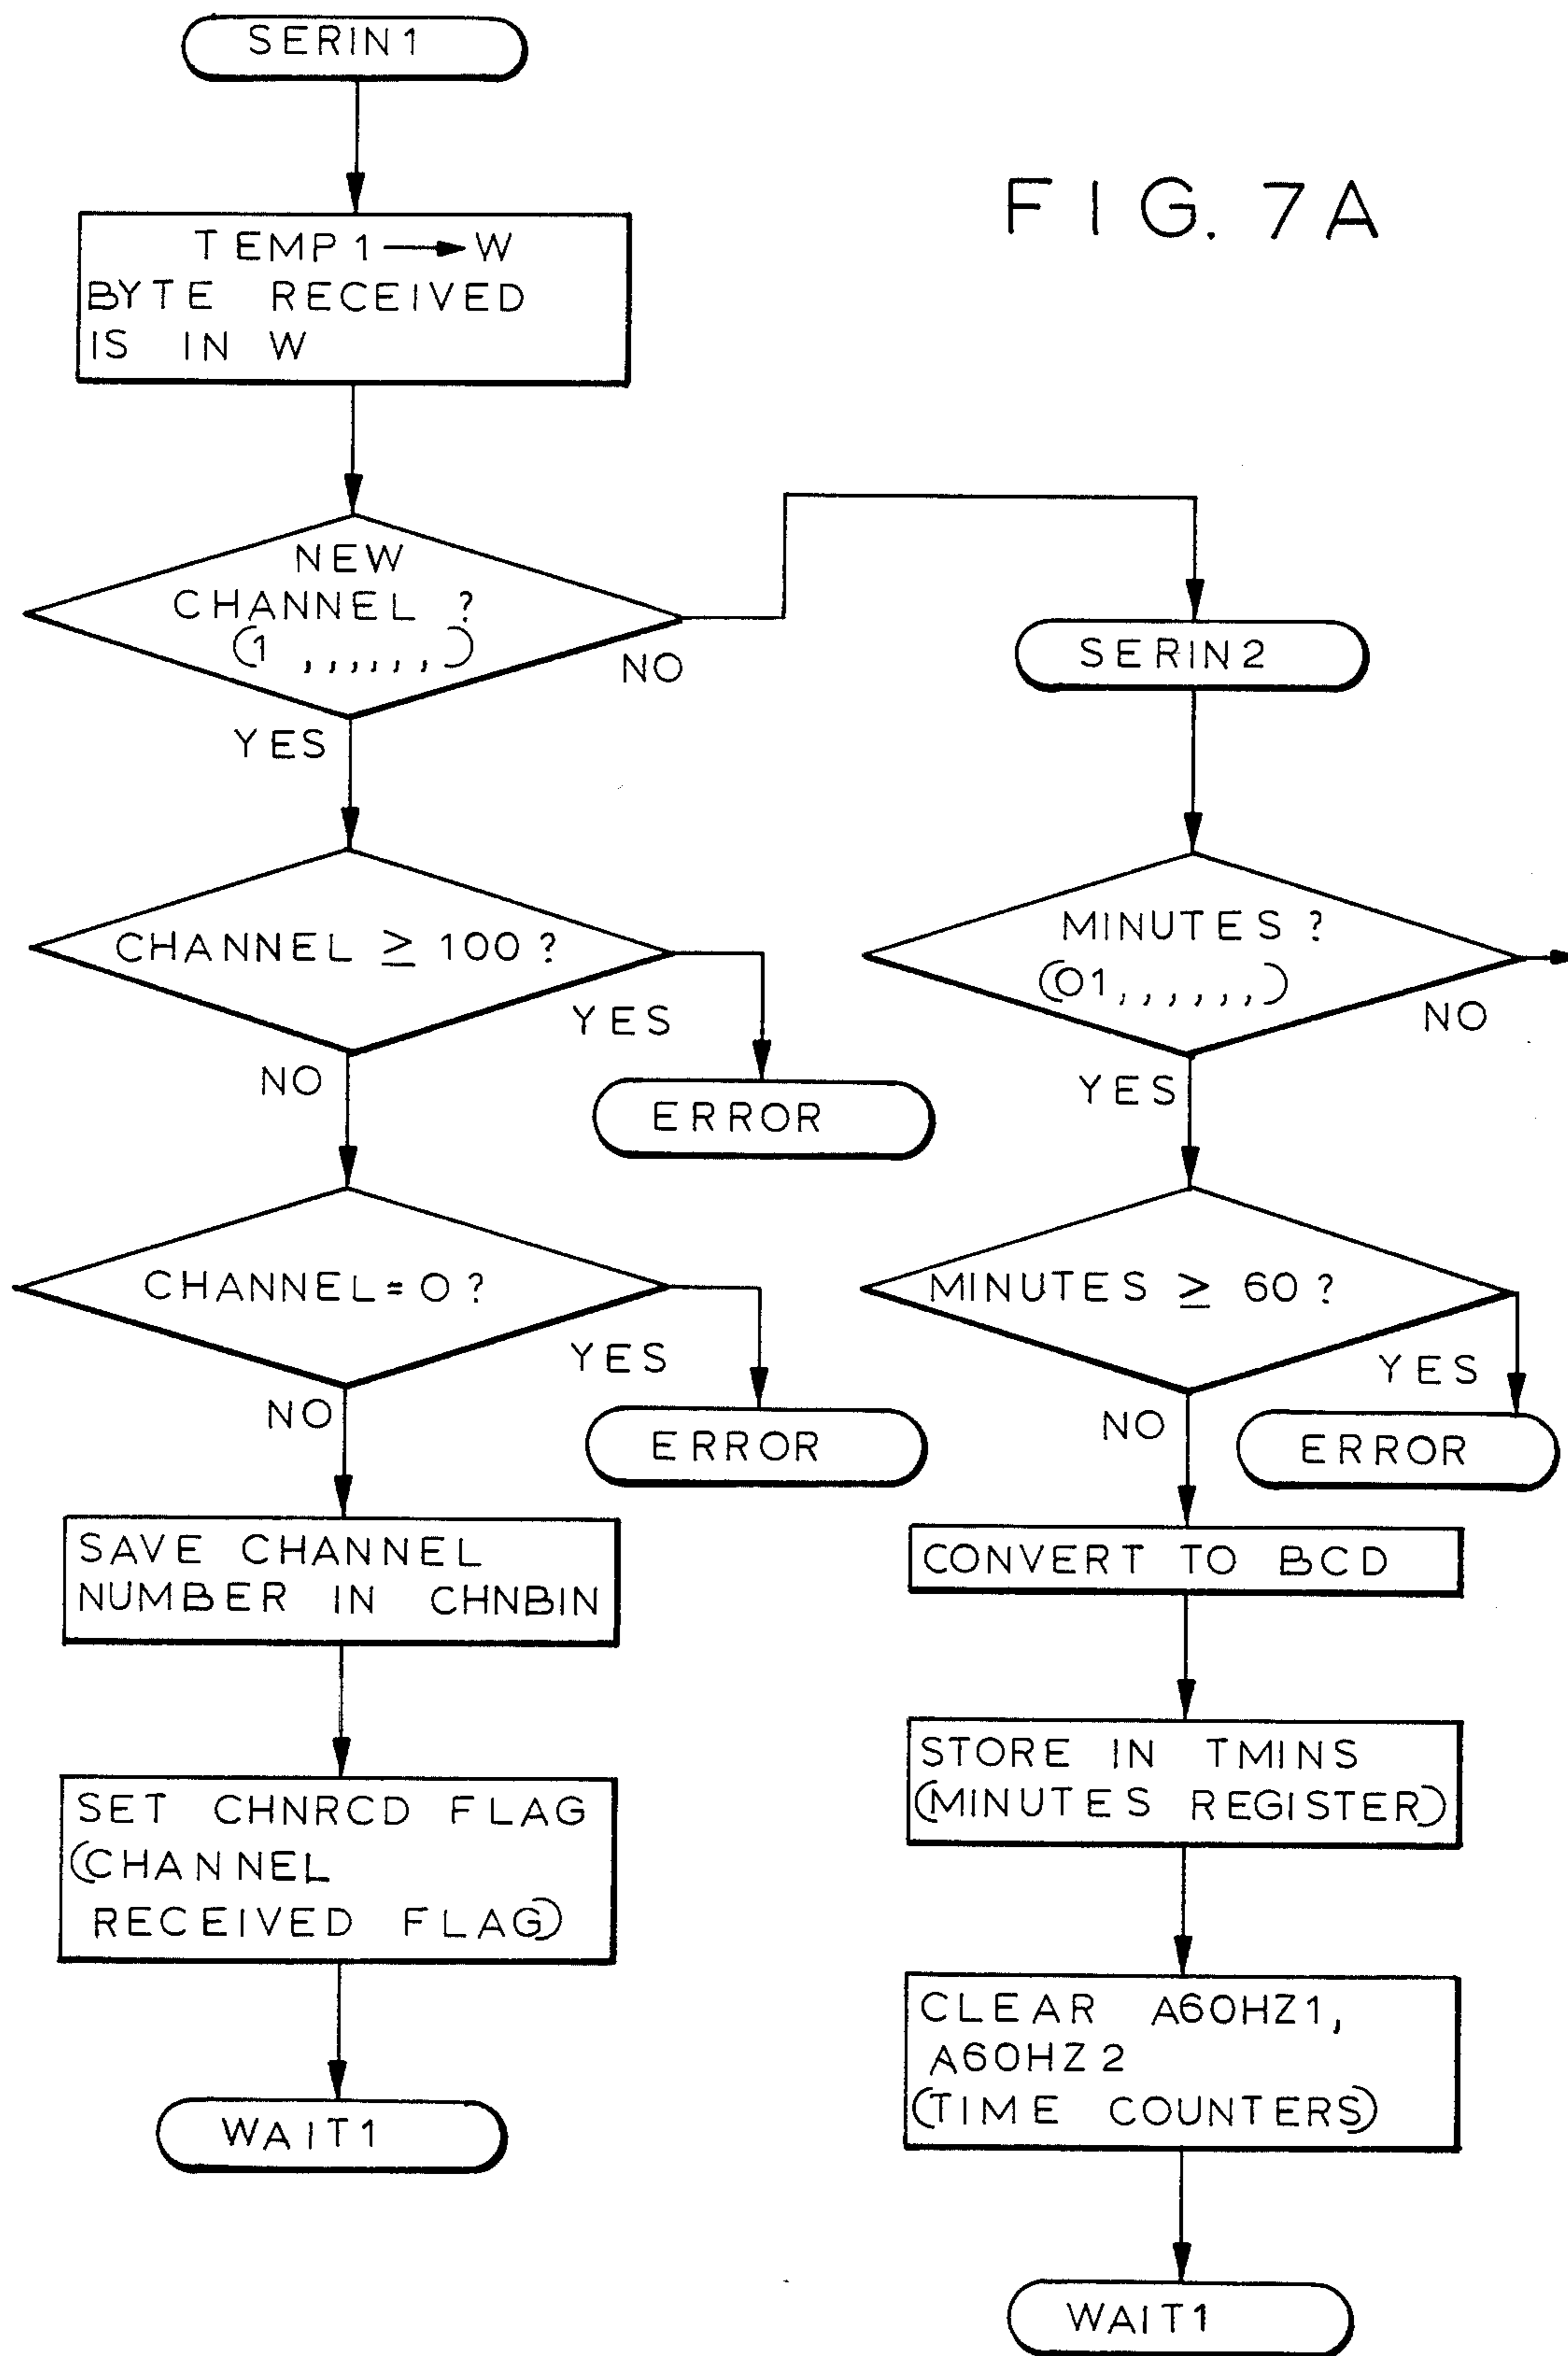 SERIN1
FIG. 7A
TEMP1 → W
BYTE RECEIVED
IS IN W
NEW
CHANNEL ?
(1 ,,,,,,)
NO
YES
CHANNEL ≥ 100 ?
YES
NO
ERROR
CHANNEL = 0 ?
YES
NO
ERROR
SAVE CHANNEL
NUMBER IN CHNBIN
SET CHNRCD FLAG
(CHANNEL
RECEIVED FLAG)
WAIT1
SERIN2
MINUTES ?
(01,,,,,,)
NO
YES
MINUTES ≥ 60 ?
YES
NO
ERROR
CONVERT TO BCD
STORE IN TMINS
(MINUTES REGISTER)
CLEAR A60HZ1,
A60HZ2
(TIME COUNTERS)
WAIT1